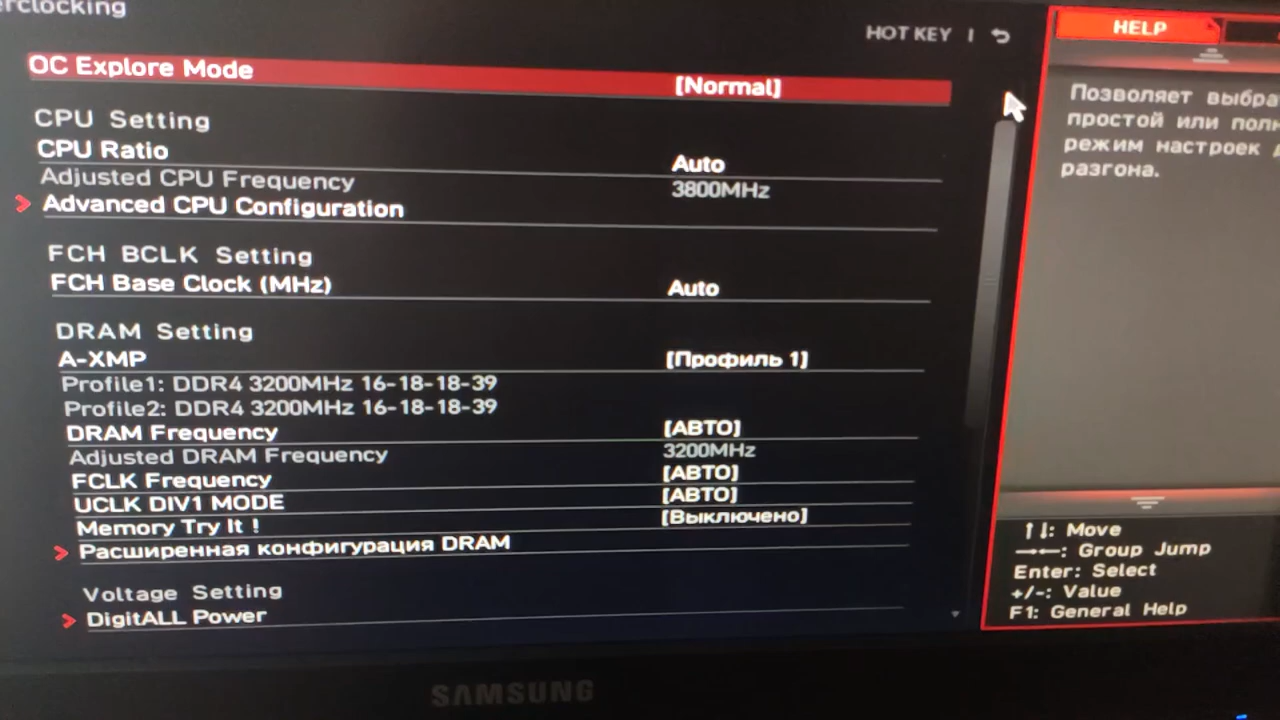 erclocking
HOT KEY |
HELP
OC Explore Mode [Normal]
CPU Setting
CPU Ratio Auto
Adjusted CPU Frequency 3800MHz
Advanced CPU Configuration
FCH BCLK Setting
FCH Base Clock (MHz) Auto
DRAM Setting
A-XMP [Профиль 1]
Profile1: DDR4 3200MHz 16-18-18-39
Profile2: DDR4 3200MHz 16-18-18-39
DRAM Frequency [АВТО]
Adjusted DRAM Frequency 3200MHz
FCLK Frequency [АВТО]
UCLK DIV1 MODE [АВТО]
Memory Try It ! [Выключено]
Расширенная конфигурация DRAM
Voltage Setting
DigitALL Power
Позволяет выбра
простой или полн
режим настроек д
разгона.
↑↓: Move
→←: Group Jump
Enter: Select
+/-: Value
F1: General Help
SAMSUNG